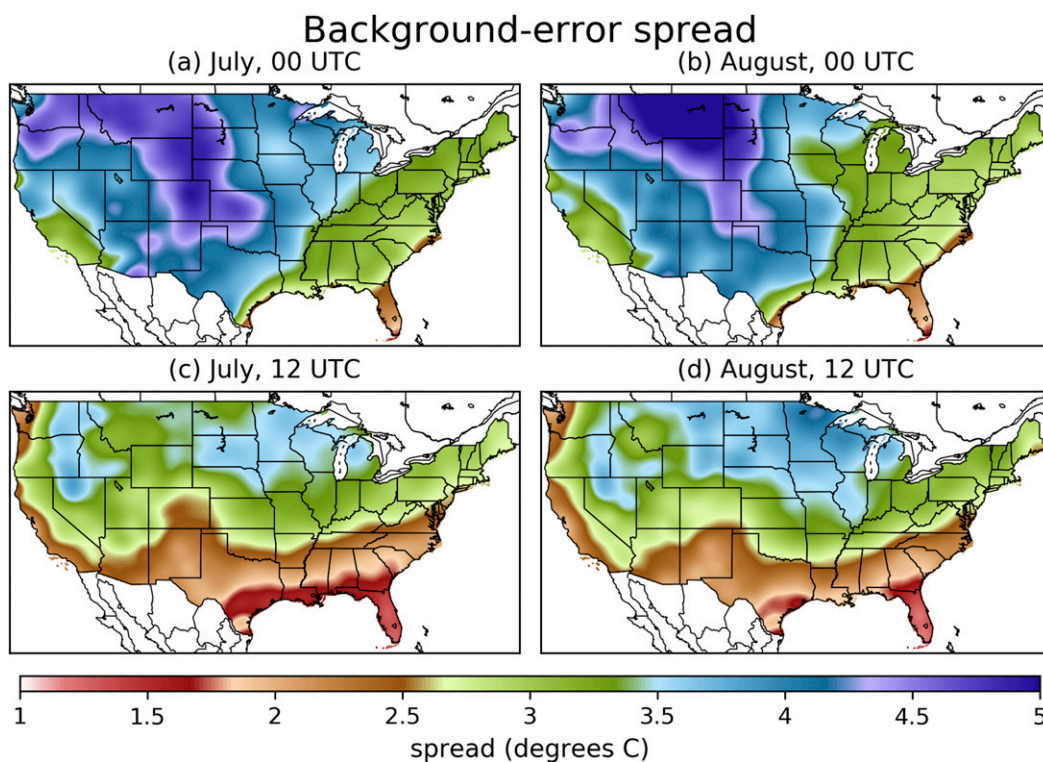 Background-error spread
(a) July, 00 UTC
(b) August, 00 UTC
(c) July, 12 UTC
(d) August, 12 UTC
1 1.5 2 2.5 3 3.5 4 4.5 5
spread (degrees C)